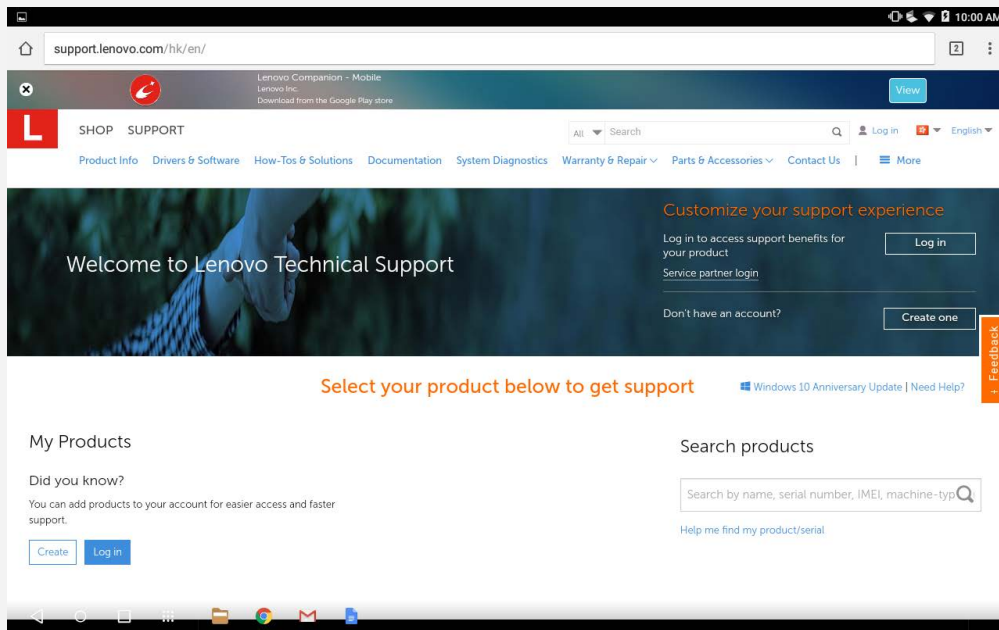 10:00 AM
support.lenovo.com/hk/en/
2
Lenovo Companion - Mobile
Lenovo Inc.
Download from the Google Play store
View
L
SHOP SUPPORT
All Search
Log in
English
Product Info Drivers & Software How-Tos & Solutions Documentation System Diagnostics Warranty & Repair Parts & Accessories Contact Us | More
Customize your support experience
Log in to access support benefits for
your product
Log in
Service partner login
Welcome to Lenovo Technical Support
Don't have an account?
Create one
+ Feedback
Select your product below to get support
Windows 10 Anniversary Update | Need Help?
My Products
Did you know?
You can add products to your account for easier access and faster
support.
Create Log in
Search products
Search by name, serial number, IMEI, machine-typ
Help me find my product/serial